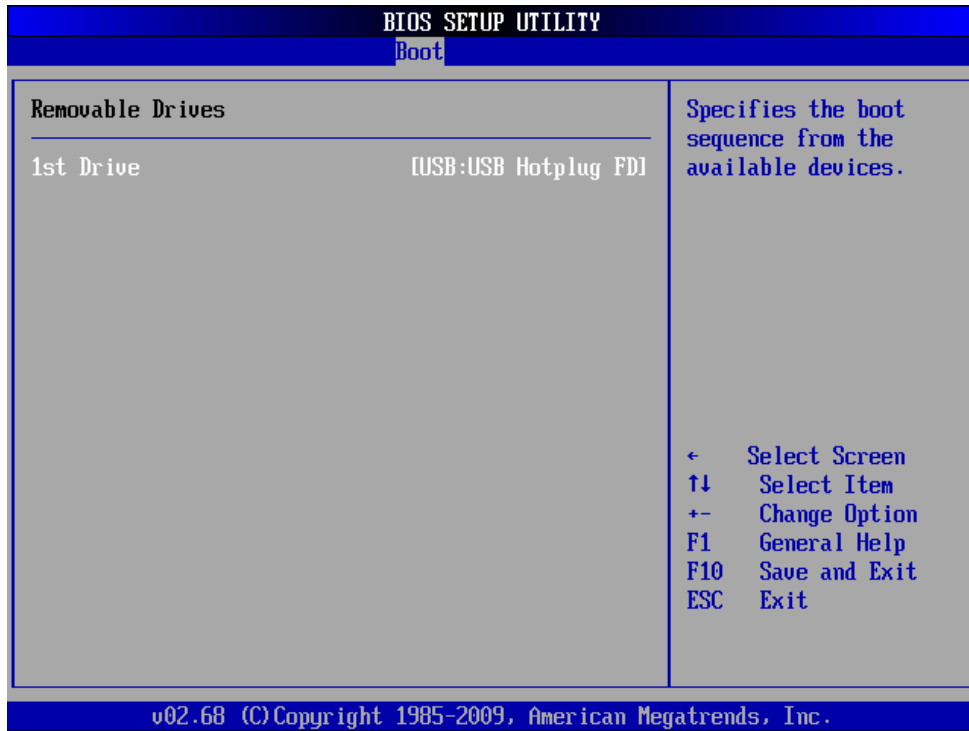 BIOS SETUP UTILITY
Boot
Removable Drives
1st Drive [USB:USB Hotplug FD]
Specifies the boot
sequence from the
available devices.
← Select Screen
↑↓ Select Item
+- Change Option
F1 General Help
F10 Save and Exit
ESC Exit
v02.68 (C)Copyright 1985-2009, American Megatrends, Inc.